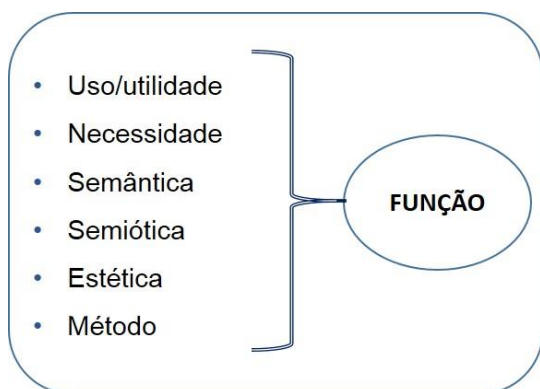 • Uso/utilidade
• Necessidade
• Semântica
• Semiótica
• Estética
• Método
FUNÇÃO